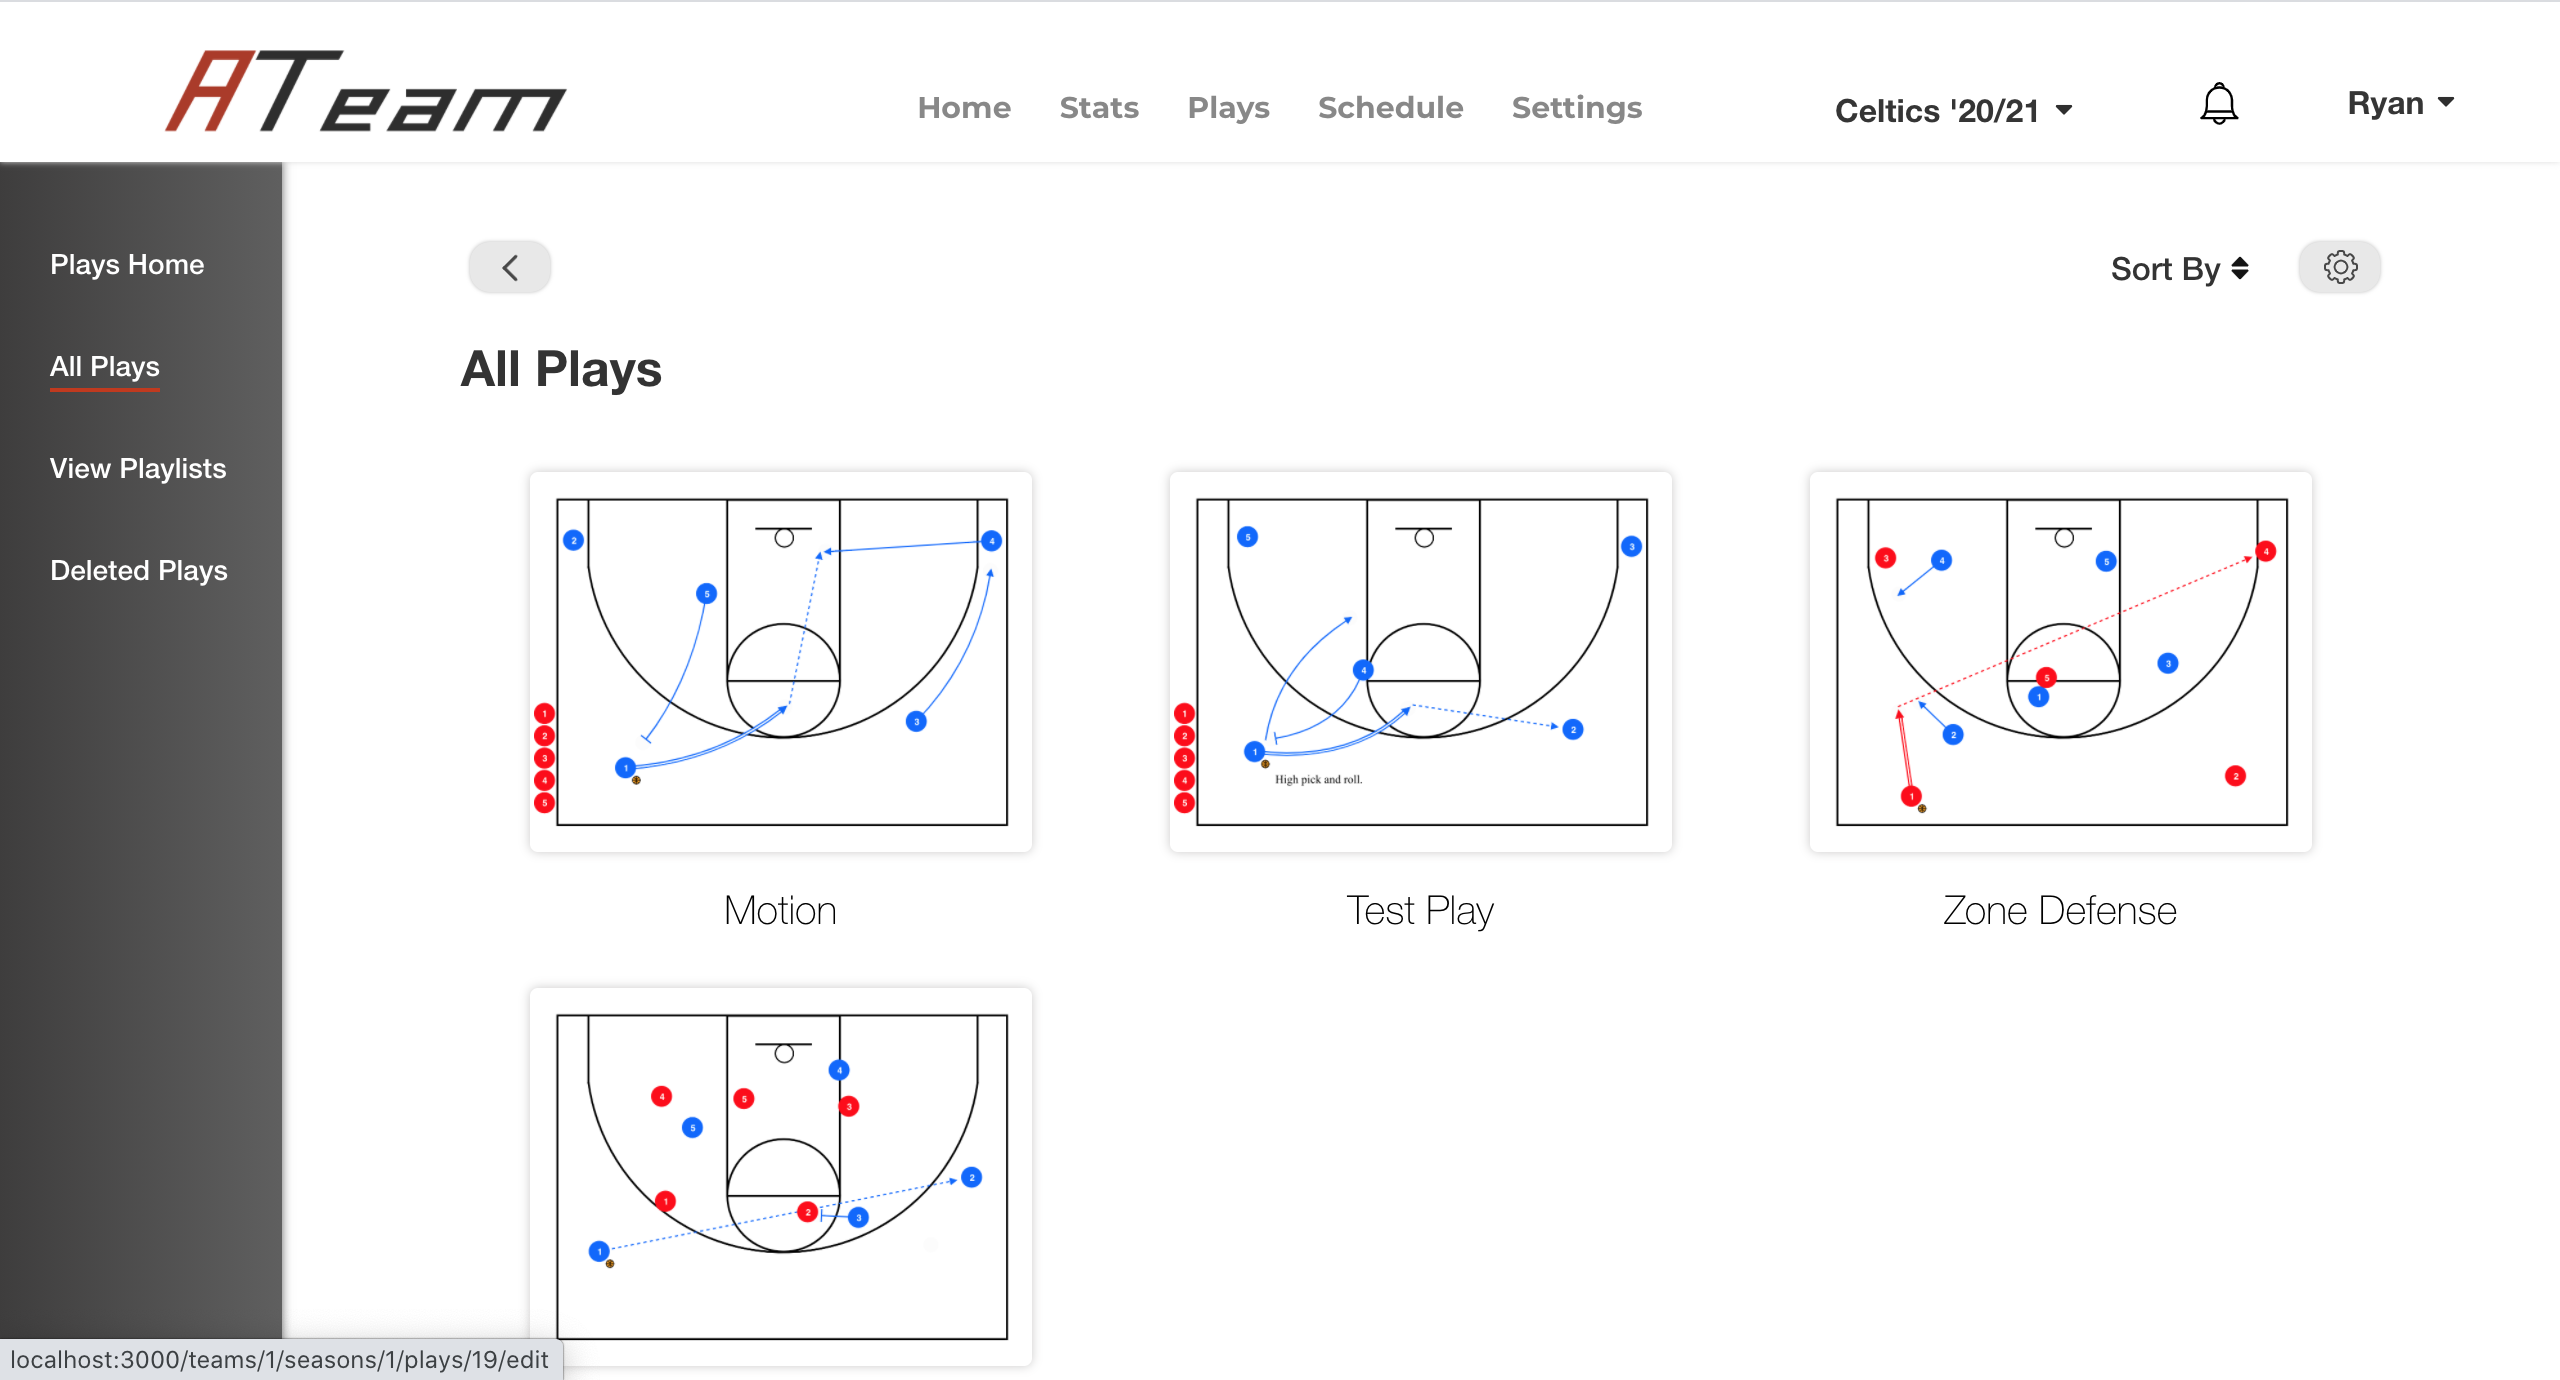 ATeam
Home Stats Plays Schedule Settings
Celtics '20/21
Ryan
Plays Home
All Plays
View Playlists
Deleted Plays
Sort By
All Plays
2
4
5
3
1
1
2
3
4
5
Motion
5
3
4
2
1
1
2
3
4
5
High pick and roll.
Test Play
3
4
5
4
5
3
1
2
1
2
Zone Defense
4
4
5
3
5
2
1
2
3
1
localhost:3000/teams/1/seasons/1/plays/19/edit